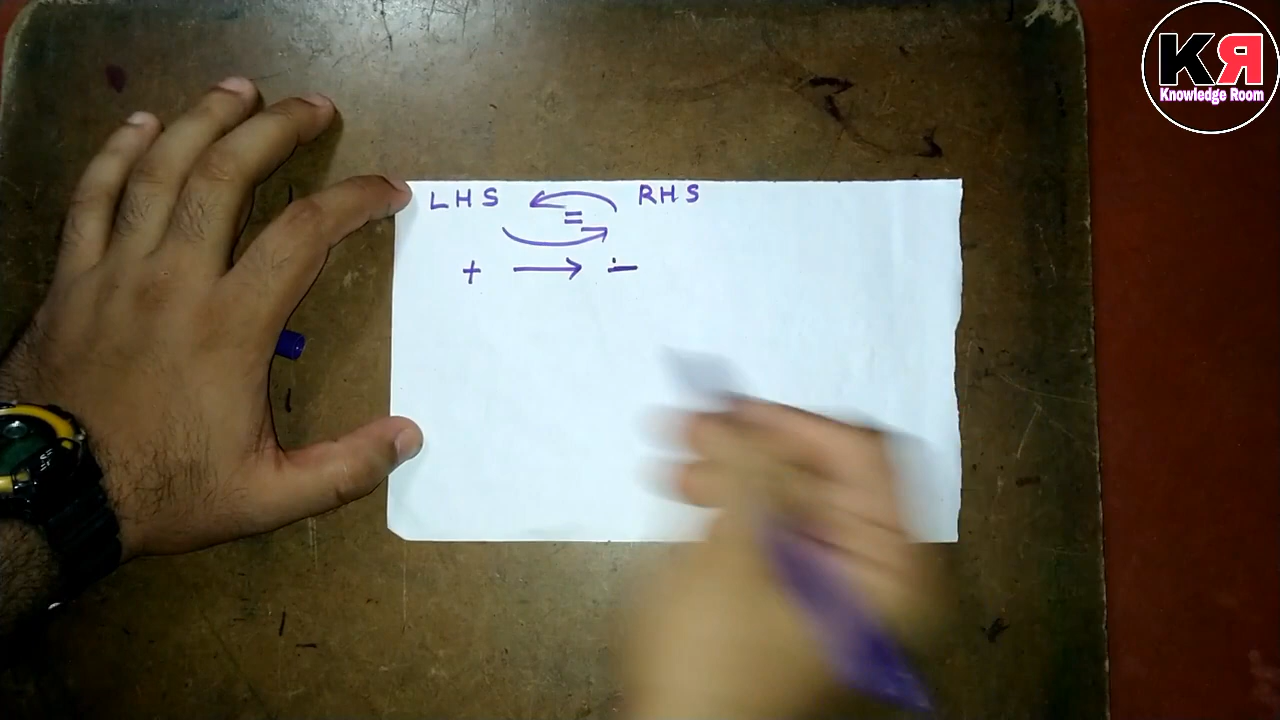 KR
Knowledge Room
LHS = RHS
+ → −